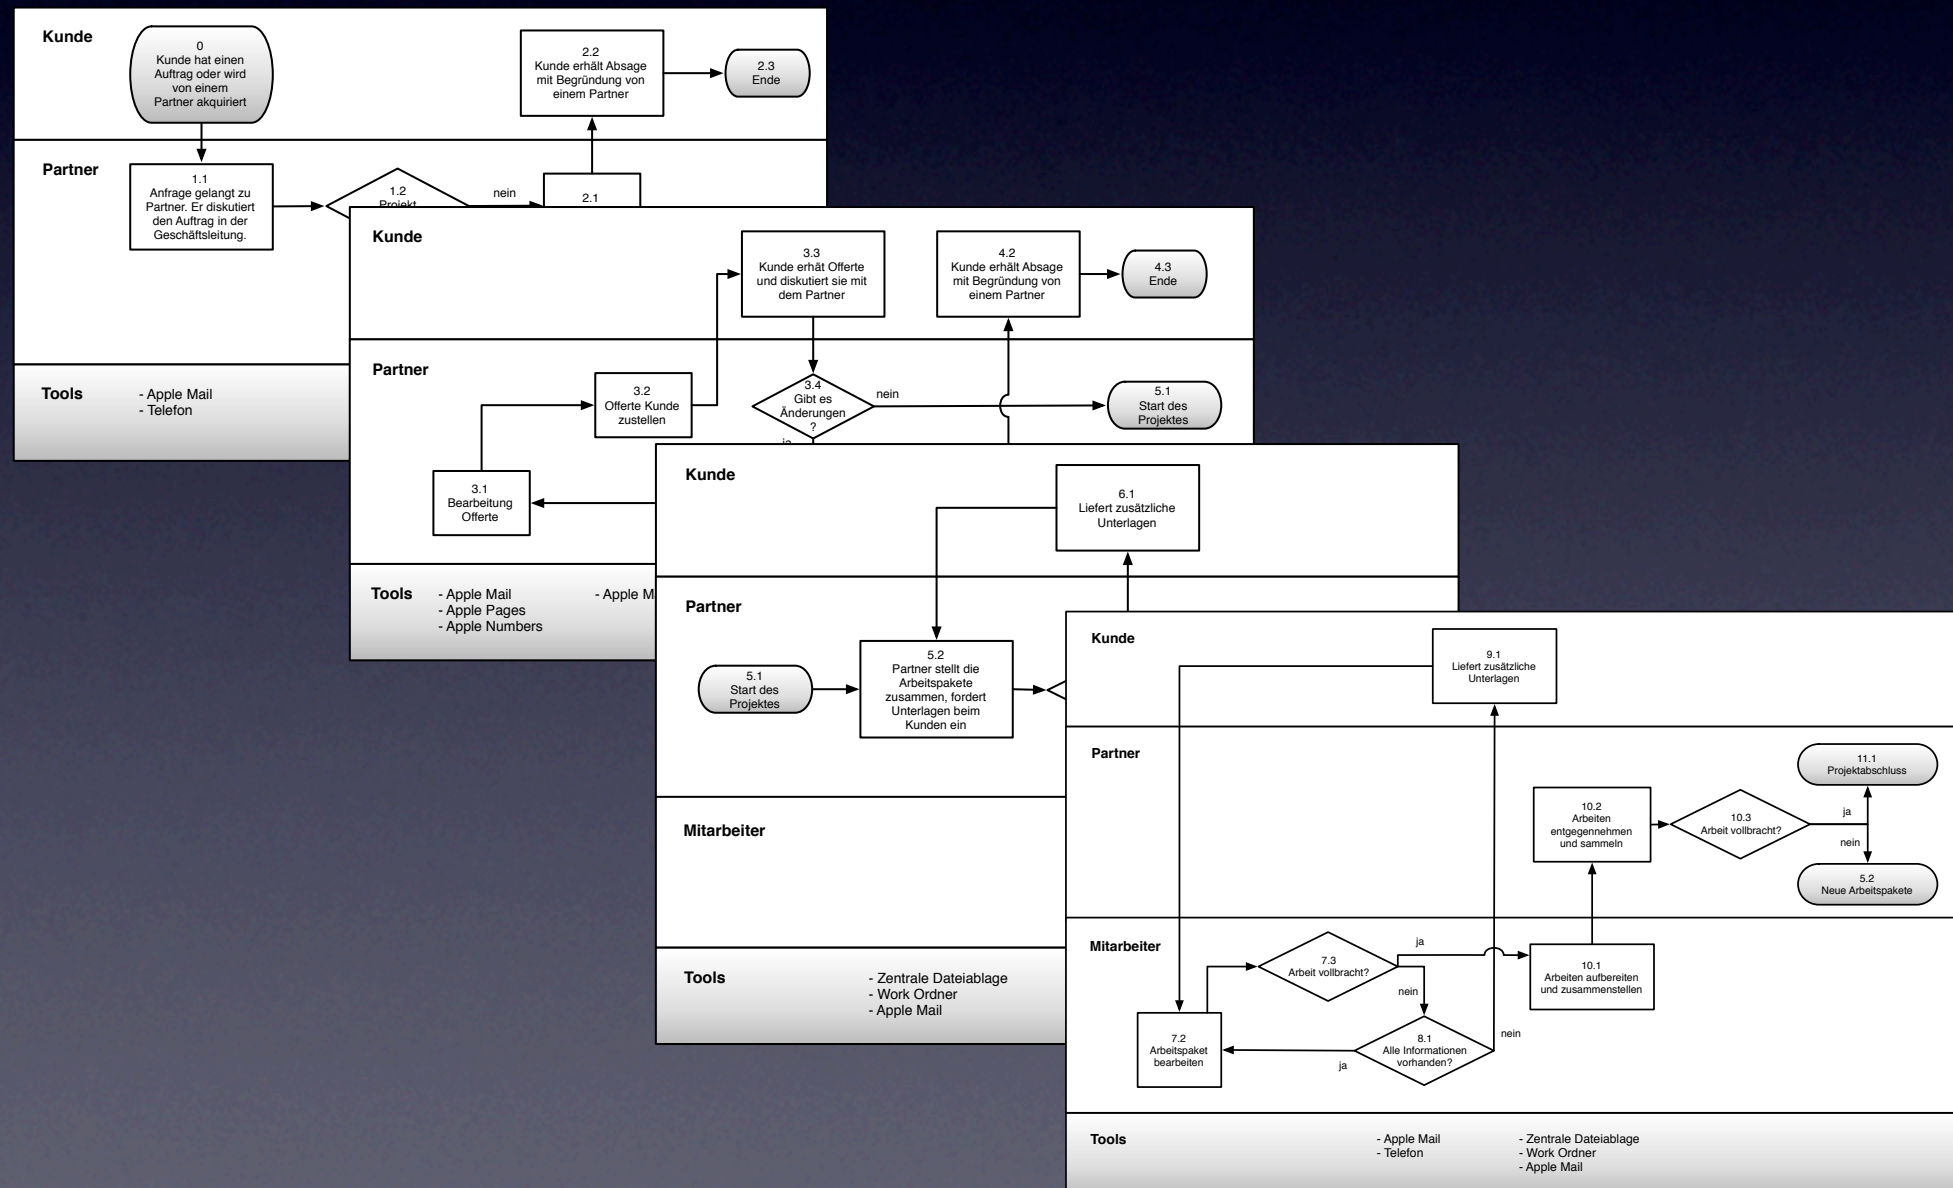 Kunde
0
Kunde hat einen
Auftrag oder wird
von einem
Partner akquiriert
2.2
Kunde erhält Absage
mit Begründung von
einem Partner
2.3
Ende
Partner
1.1
Anfrage gelangt zu
Partner. Er diskutiert
den Auftrag in der
Geschäftsleitung.
1.2
Projekt
nein
2.1
Tools
- Apple Mail
- Telefon
Kunde
3.3
Kunde erhät Offerte
und diskutiert sie mit
dem Partner
4.2
Kunde erhält Absage
mit Begründung von
einem Partner
4.3
Ende
Partner
3.2
Offerte Kunde
zustellen
3.4
Gibt es
Änderungen
?
nein
ja
5.1
Start des
Projektes
3.1
Bearbeitung
Offerte
Tools
- Apple Mail
- Apple Pages
- Apple Numbers
- Apple M
Kunde
6.1
Liefert zusätzliche
Unterlagen
Partner
5.1
Start des
Projektes
5.2
Partner stellt die
Arbeitspakete
zusammen, fordert
Unterlagen beim
Kunden ein
Mitarbeiter
Tools
- Zentrale Dateiablage
- Work Ordner
- Apple Mail
Kunde
9.1
Liefert zusätzliche
Unterlagen
Partner
11.1
Projektabschluss
10.2
Arbeiten
entgegennehmen
und sammeln
10.3
Arbeit vollbracht?
ja
nein
5.2
Neue Arbeitspakete
Mitarbeiter
7.3
Arbeit vollbracht?
ja
nein
10.1
Arbeiten aufbereiten
und zusammenstellen
7.2
Arbeitspaket
bearbeiten
8.1
Alle Informationen
vorhanden?
nein
ja
Tools
- Apple Mail
- Telefon
- Zentrale Dateiablage
- Work Ordner
- Apple Mail